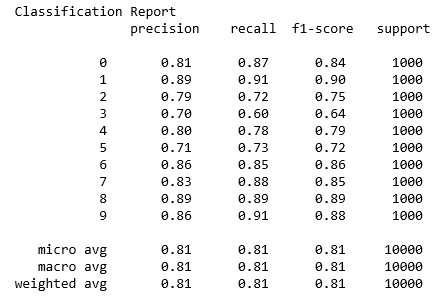 Classification Report
precision recall f1-score support
0 0.81 0.87 0.84 1000
1 0.89 0.91 0.90 1000
2 0.79 0.72 0.75 1000
3 0.70 0.60 0.64 1000
4 0.80 0.78 0.79 1000
5 0.71 0.73 0.72 1000
6 0.86 0.85 0.86 1000
7 0.83 0.88 0.85 1000
8 0.89 0.89 0.89 1000
9 0.86 0.91 0.88 1000
micro avg 0.81 0.81 0.81 10000
macro avg 0.81 0.81 0.81 10000
weighted avg 0.81 0.81 0.81 10000